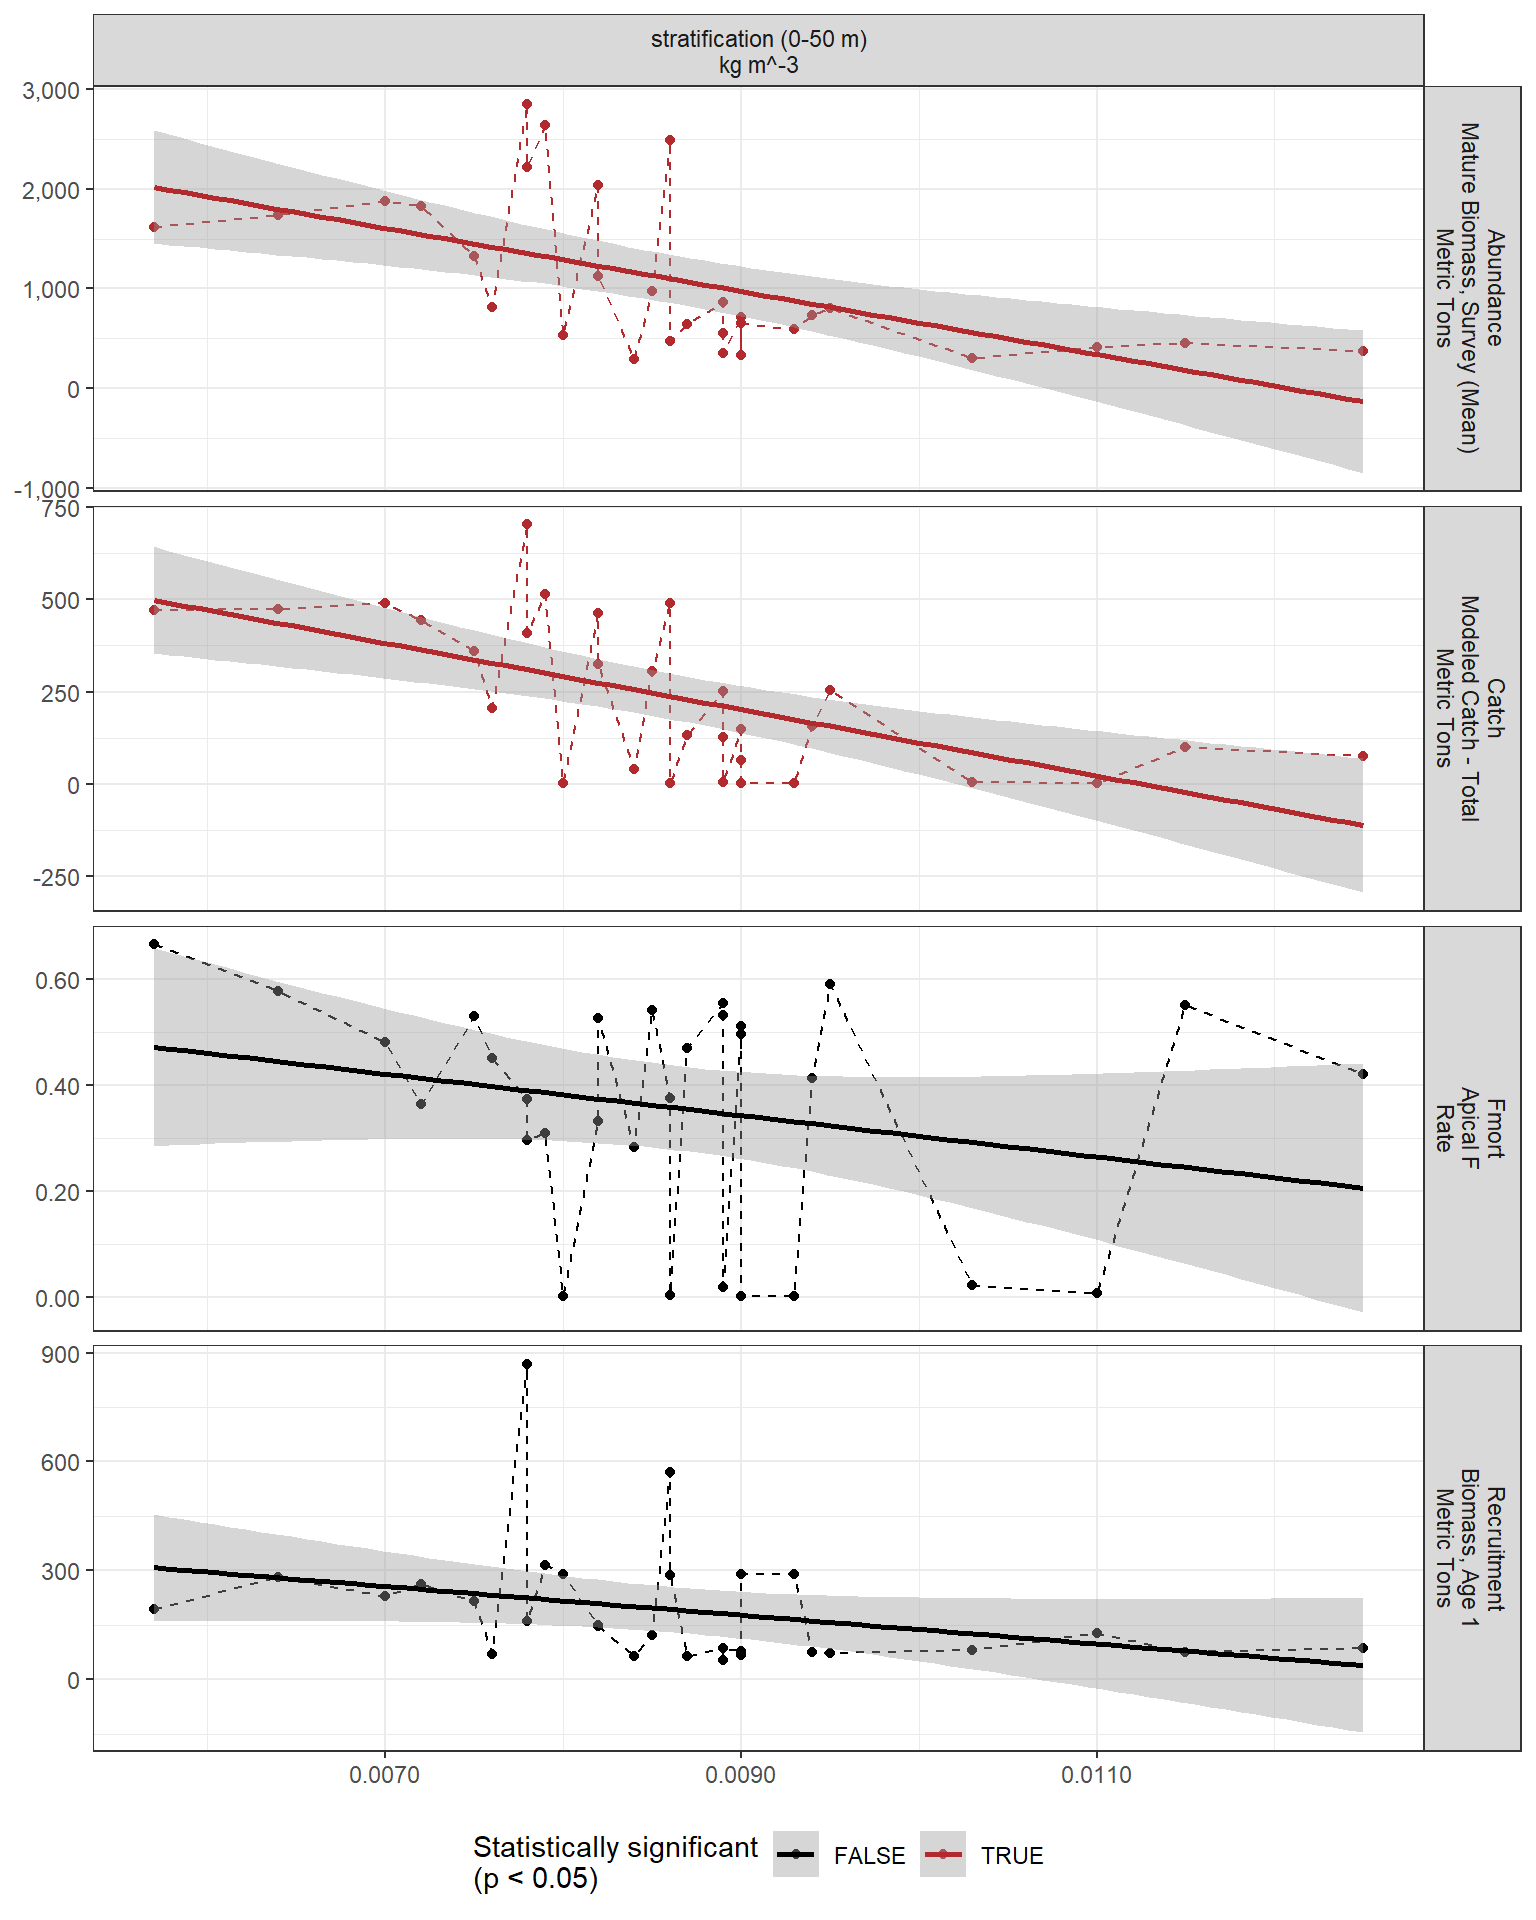 stratification (0-50 m)
kg m^-3
3,000
2,000
1,000
0
-1,000
Abundance
Mature Biomass, Survey (Mean)
Metric Tons
750
500
250
0
-250
Catch
Modeled Catch - Total
Metric Tons
0.60
0.40
0.20
0.00
Fmort
Apical F
Rate
900
600
300
0
Recruitment
Biomass, Age 1
Metric Tons
0.0070
0.0090
0.0110
Statistically significant
(p < 0.05)
FALSE
TRUE